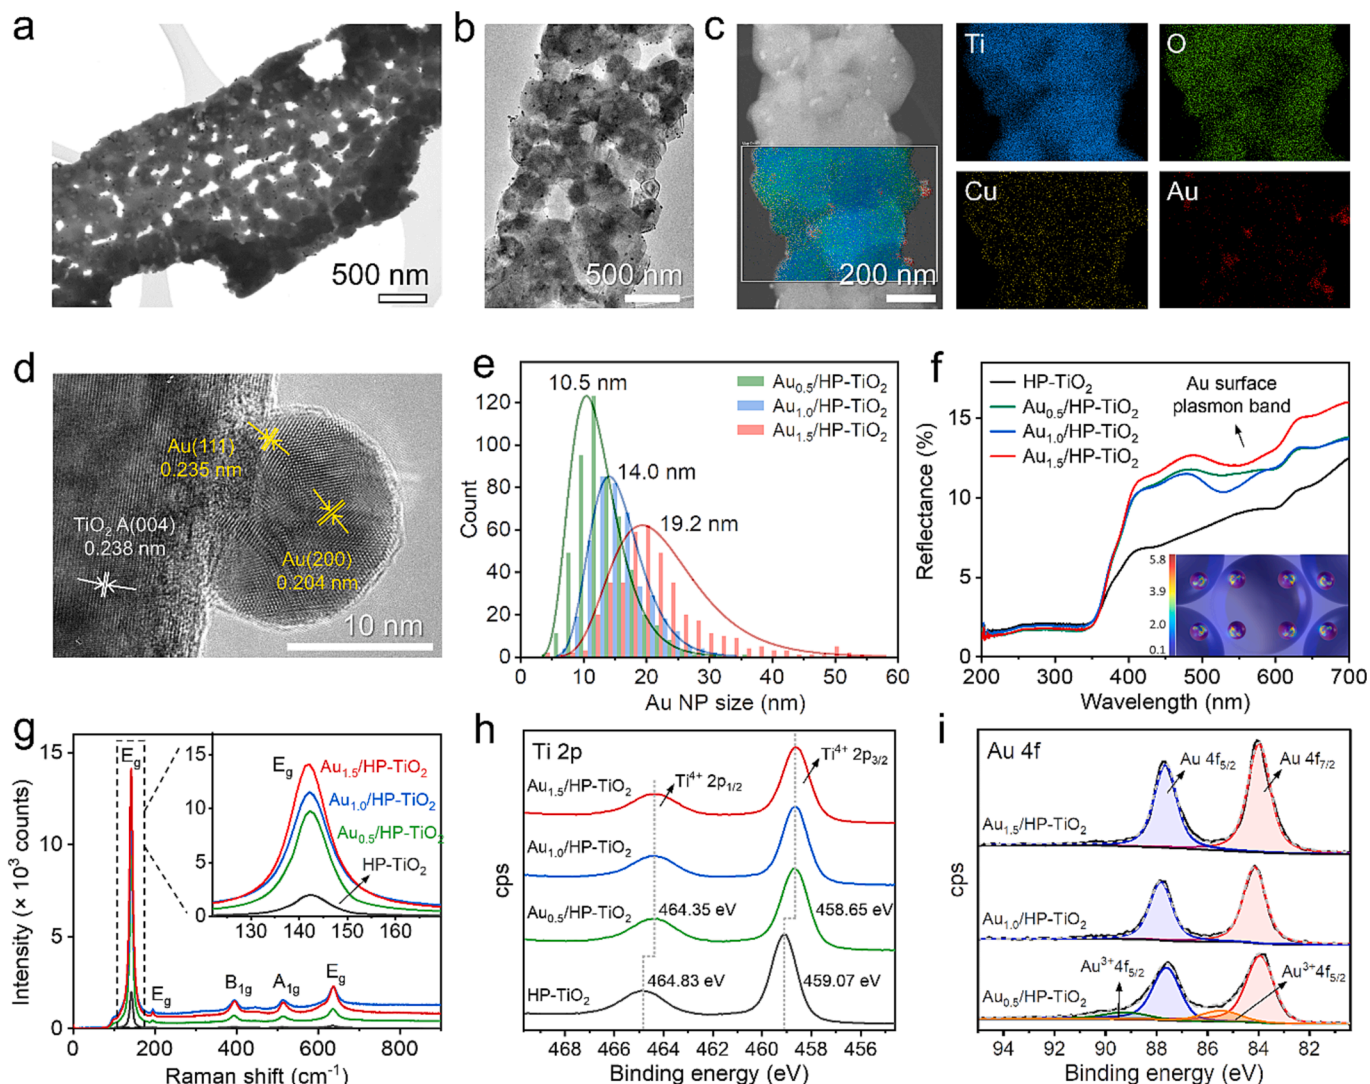 a
500 nm
b
500 nm
c
200 nm
Ti
O
Cu
Au
d
Au(111)
0.235 nm
TiO₂ A(004)
0.238 nm
Au(200)
0.204 nm
10 nm
e
10.5 nm
14.0 nm
19.2 nm
Au₀.₅/HP-TiO₂
Au₁.₀/HP-TiO₂
Au₁.₅/HP-TiO₂
Count
120
100
80
60
40
20
0
0 10 20 30 40 50 60
Au NP size (nm)
f
HP-TiO₂
Au₀.₅/HP-TiO₂
Au₁.₀/HP-TiO₂
Au₁.₅/HP-TiO₂
Au surface
plasmon band
Reflectance (%)
15
10
5
0
5.8
3.9
2.0
0.1
200 300 400 500 600 700
Wavelength (nm)
g
E_g
E_g
B₁g
A₁g
E_g
Intensity (× 10³ counts)
15
10
5
0
0 200 400 600 800
Raman shift (cm⁻¹)
E_g
Au₁.₅/HP-TiO₂
Au₁.₀/HP-TiO₂
Au₀.₅/HP-TiO₂
HP-TiO₂
15
10
5
0
130 140 150 160
h
Ti 2p
Ti⁴⁺ 2p₃/₂
Ti⁴⁺ 2p₁/₂
Au₁.₅/HP-TiO₂
Au₁.₀/HP-TiO₂
Au₀.₅/HP-TiO₂
HP-TiO₂
464.35 eV
458.65 eV
464.83 eV
459.07 eV
cps
468 466 464 462 460 458 456
Binding energy (eV)
i
Au 4f
Au 4f₅/₂
Au 4f₇/₂
Au₁.₅/HP-TiO₂
Au₁.₀/HP-TiO₂
Au³⁺4f₅/₂
Au³⁺4f₅/₂
Au₀.₅/HP-TiO₂
cps
95 94 92 90 88 86 84 82
Binding energy (eV)